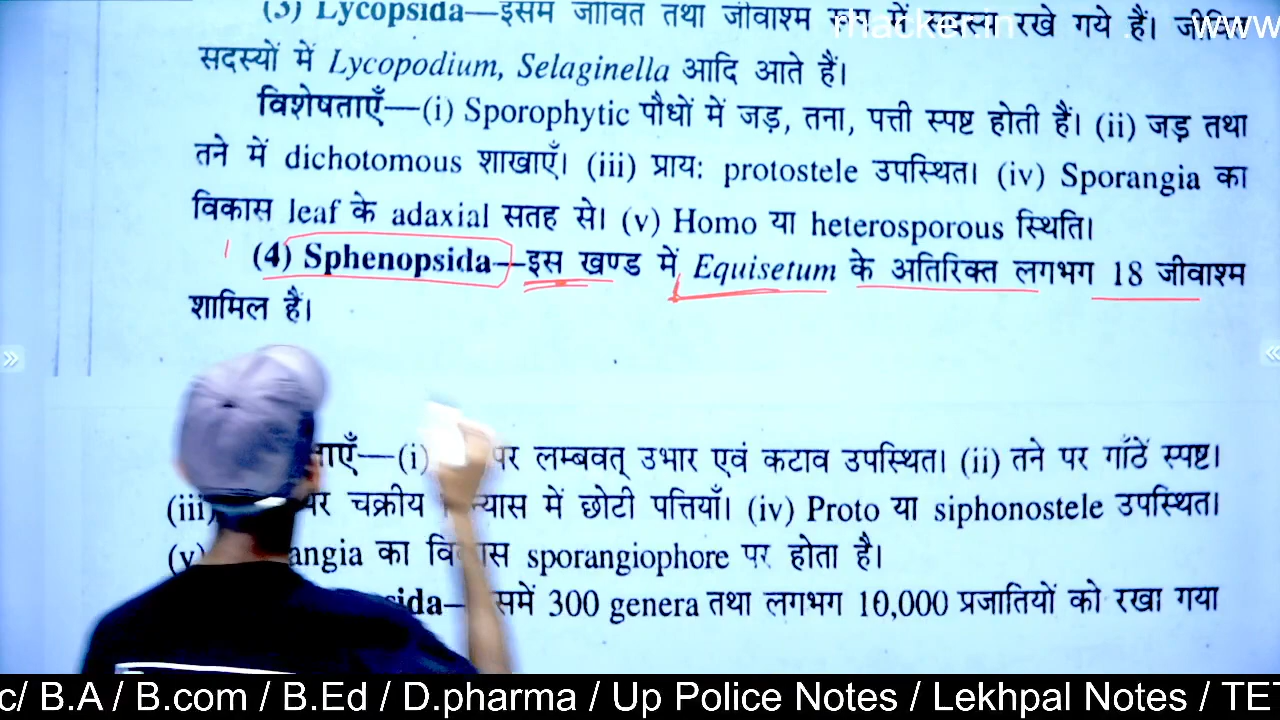 (3) Lycopsida—इसमें जीवित तथा जीवाश्म रूप में सदस्य रखे गये हैं। जीवित
सदस्यों में Lycopodium, Selaginella आदि आते हैं।
विशेषताएँ—(i) Sporophytic पौधों में जड़, तना, पत्ती स्पष्ट होती हैं। (ii) जड़ तथा
तने में dichotomous शाखाएँ। (iii) प्राय: protostele उपस्थित। (iv) Sporangia का
विकास leaf के adaxial सतह से। (v) Homo या heterosporous स्थिति।
(4) Sphenopsida—इस खण्ड में Equisetum के अतिरिक्त लगभग 18 जीवाश्म
शामिल हैं।
(i) पर लम्बवत् उभार एवं कटाव उपस्थित। (ii) तने पर गाँठें स्पष्ट।
(iii) पर चक्रीय में छोटी पत्तियाँ। (iv) Proto या siphonostele उपस्थित।
(v) angia का sporangiophore पर होता है।
sida— 300 genera तथा लगभग 10,000 प्रजातियों को रखा गया
c/ B.A / B.com / B.Ed / D.pharma / Up Police Notes / Lekhpal Notes / TET